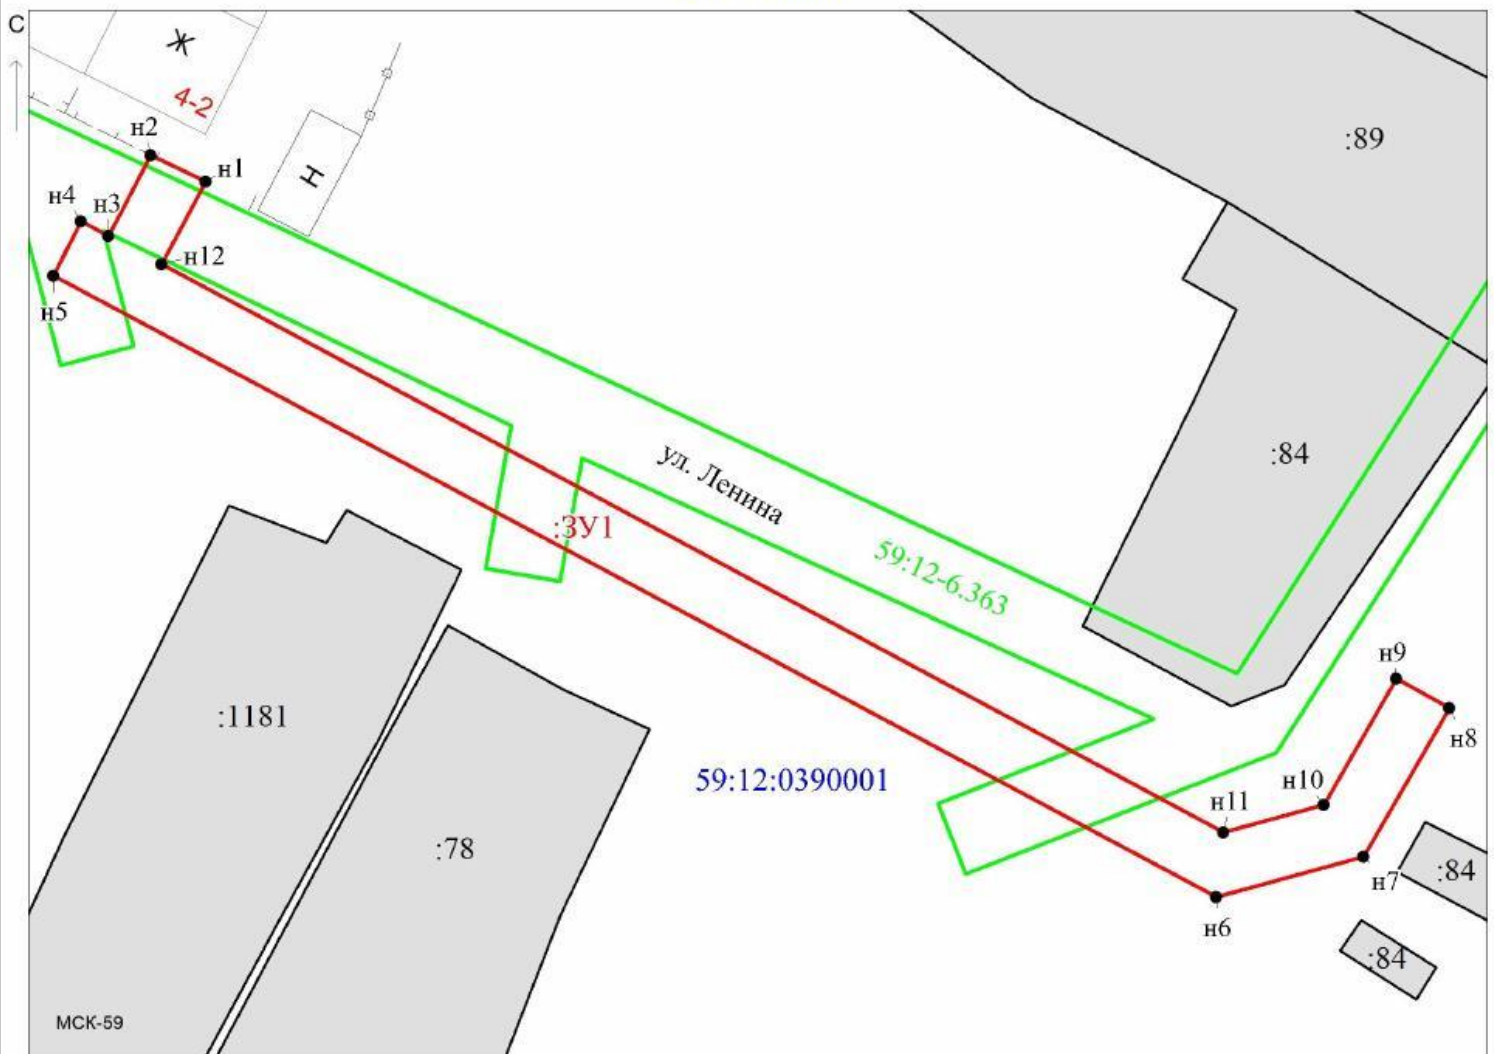 С
Ж
4-2
н2
н1
Н
:89
н4
н3
н12
н5
:84
ул. Ленина
:ЗУ1
59:12-6.363
н9
:1181
н8
59:12:0390001
н10
н11
:78
н7
:84
н6
:84
МСК-59